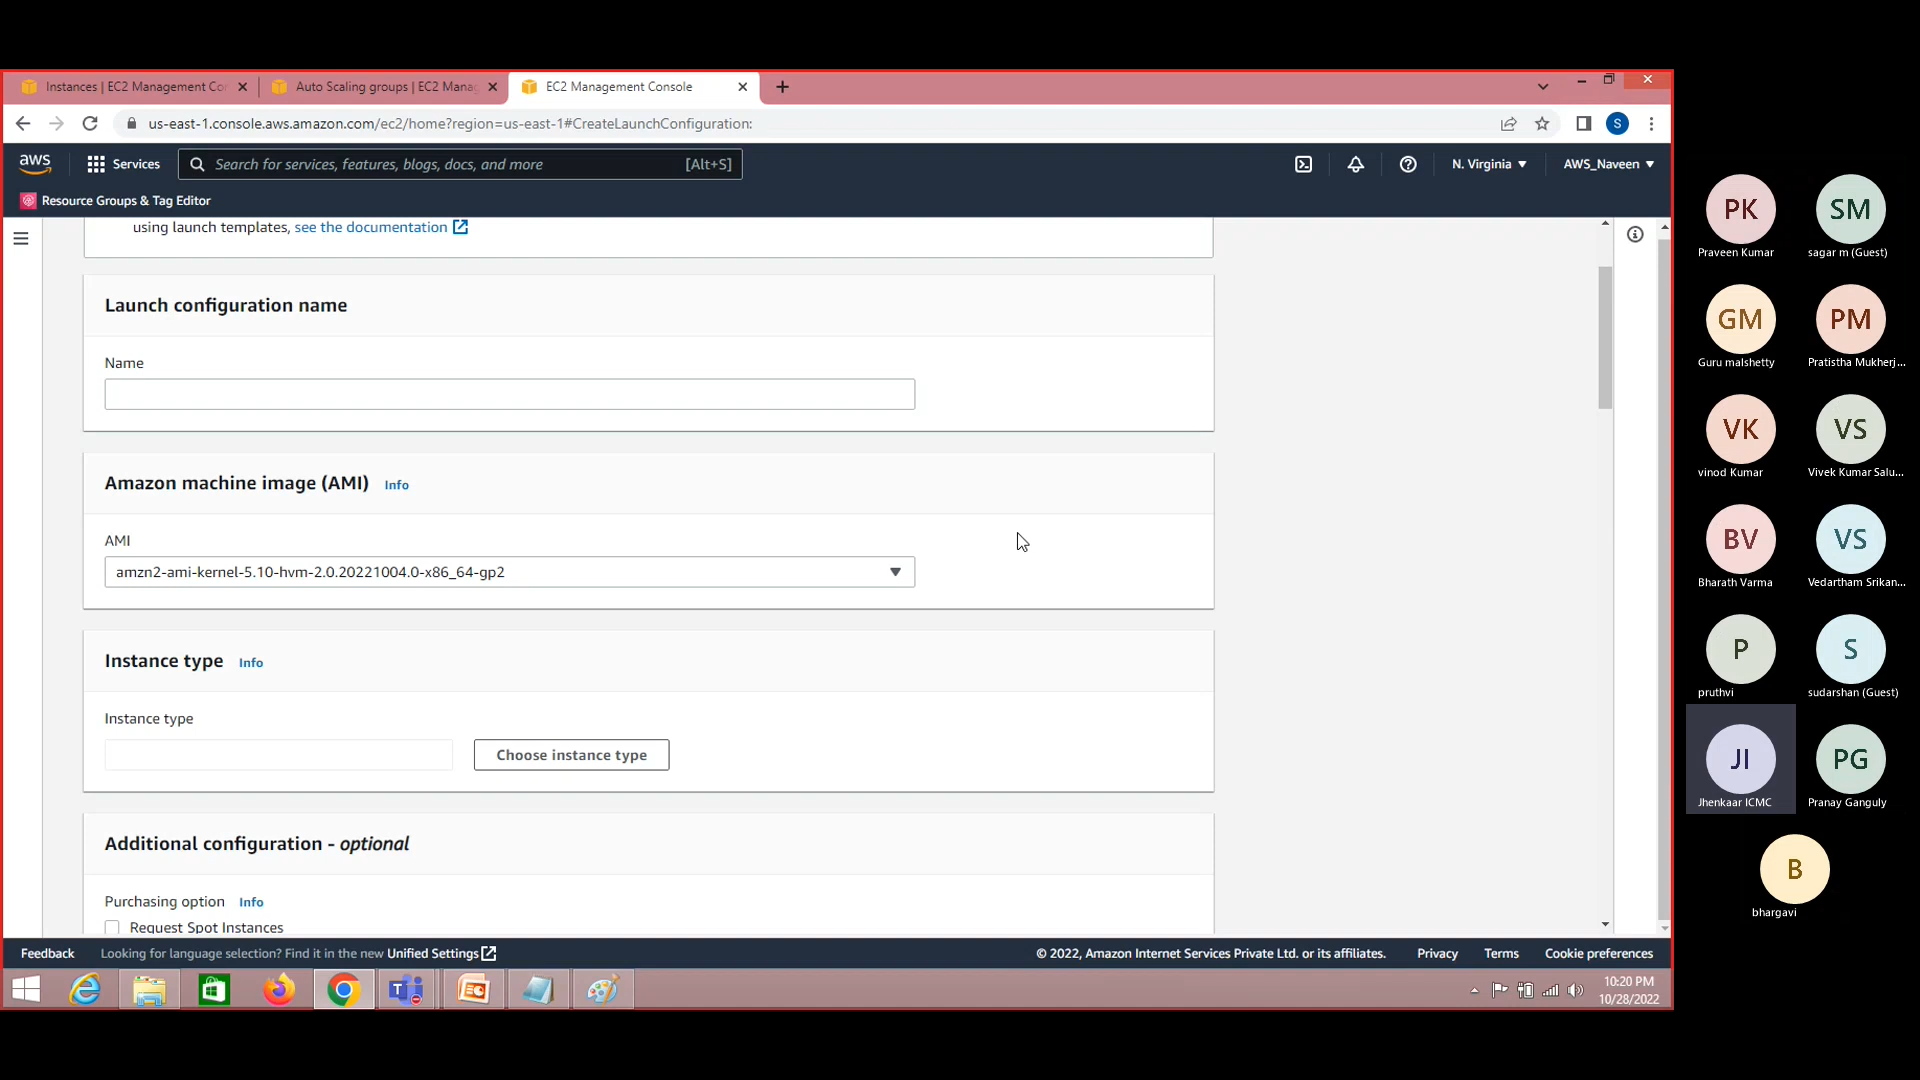 Instances | EC2 Management Co
Auto Scaling groups | EC2 Mana
EC2 Management Console
us-east-1.console.aws.amazon.com/ec2/home?region=us-east-1#CreateLaunchConfiguration:
S
aws
Services
Search for services, features, blogs, docs, and more
[Alt+S]
N. Virginia
AWS_Naveen
Resource Groups & Tag Editor
using launch templates, see the documentation
Launch configuration name
Name
Amazon machine image (AMI) Info
AMI
amzn2-ami-kernel-5.10-hvm-2.0.20221004.0-x86_64-gp2
Instance type Info
Instance type
Choose instance type
Additional configuration - optional
Purchasing option Info
Request Spot Instances
Feedback
Looking for language selection? Find it in the new Unified Settings
© 2022, Amazon Internet Services Private Ltd. or its affiliates.
Privacy
Terms
Cookie preferences
10:20 PM
10/28/2022
PK
Praveen Kumar
SM
sagar m (Guest)
GM
Guru malshetty
PM
Pratistha Mukherj...
VK
vinod Kumar
VS
Vivek Kumar Salu...
BV
Bharath Varma
VS
Vedartham Srikan...
P
pruthvi
S
sudarshan (Guest)
JI
Jhenkaar ICMC
PG
Pranay Ganguly
B
bhargavi